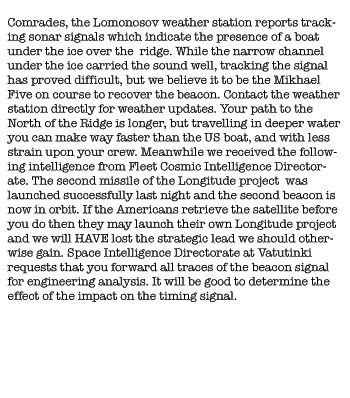 Comrades, the Lomonosov weather station reports track-
ing sonar signals which indicate the presence of a boat
under the ice over the  ridge. While the narrow channel
under the ice carried the sound well, tracking the signal
has proved difficult, but we believe it to be the Mikhael
Five on course to recover the beacon. Contact the weather
station directly for weather updates. Your path to the
North of the Ridge is longer, but travelling in deeper water
you can make way faster than the US boat, and with less
strain upon your crew. Meanwhile we received the follow-
ing intelligence from Fleet Cosmic Intelligence Director-
ate. The second missile of the Longitude project  was
launched successfully last night and the second beacon is
now in orbit. If the Americans retrieve the satellite before
you do then they may launch their own Longitude project
and we will HAVE lost the strategic lead we should other-
wise gain. Space Intelligence Directorate at Vatutinki
requests that you forward all traces of the beacon signal
for engineering analysis. It will be good to determine the
effect of the impact on the timing signal.